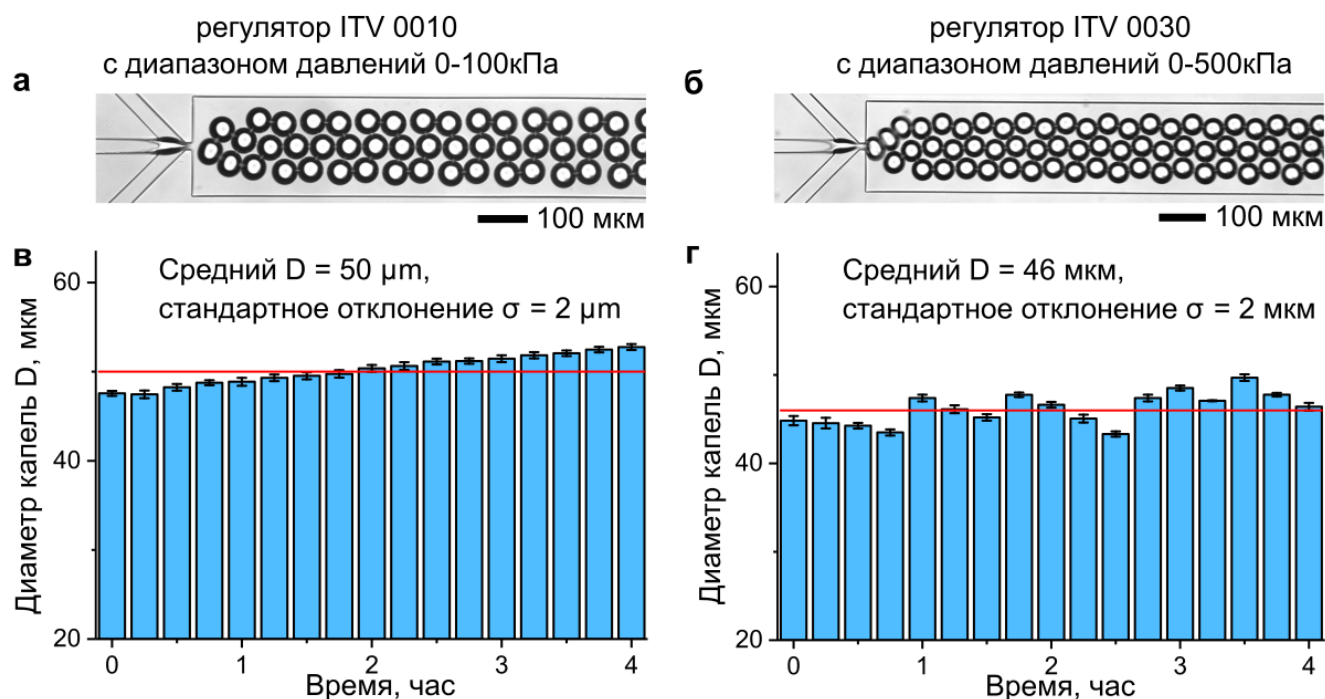 регулятор ITV 0010
с диапазоном давлений 0-100кПа
а
100 мкм
регулятор ITV 0030
с диапазоном давлений 0-500кПа
б
100 мкм
в
Средний D = 50 µm,
стандартное отклонение σ = 2 µm
Диаметр капель D, мкм
60
40
20
0
1
2
3
4
Время, час
г
Средний D = 46 мкм,
стандартное отклонение σ = 2 мкм
Диаметр капель D, мкм
60
40
20
0
1
2
3
4
Время, час